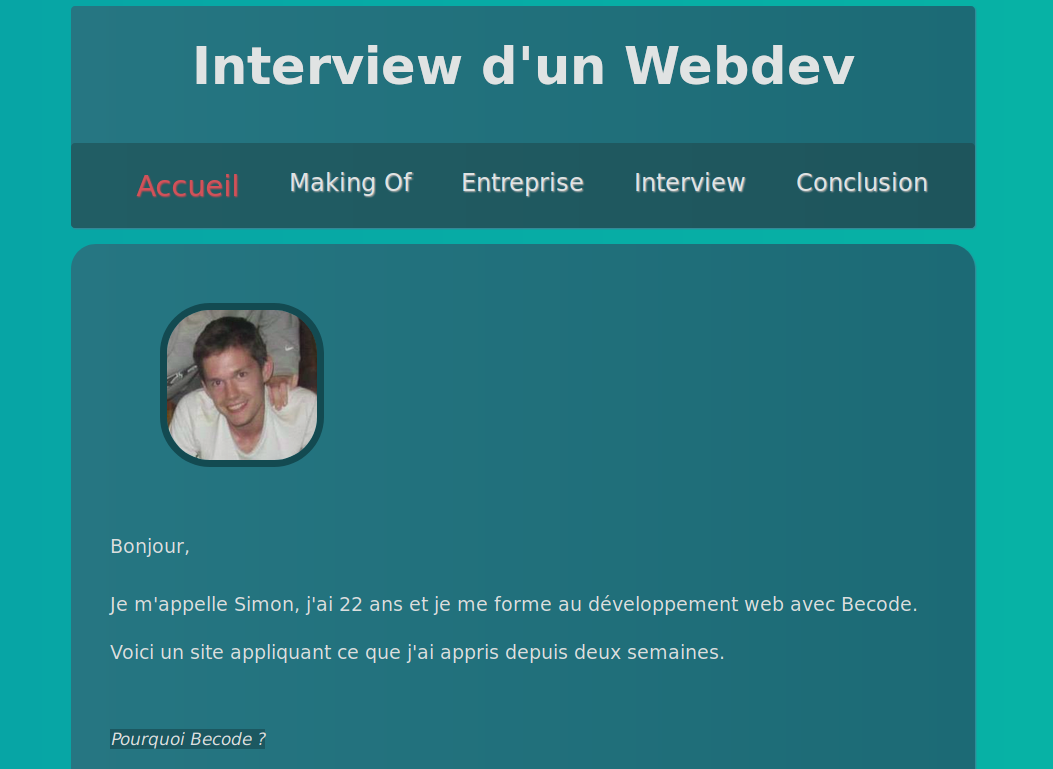 Interview d'un Webdev
Accueil Making Of Entreprise Interview Conclusion
Bonjour,
Je m'appelle Simon, j'ai 22 ans et je me forme au développement web avec Becode.
Voici un site appliquant ce que j'ai appris depuis deux semaines.
Pourquoi Becode ?